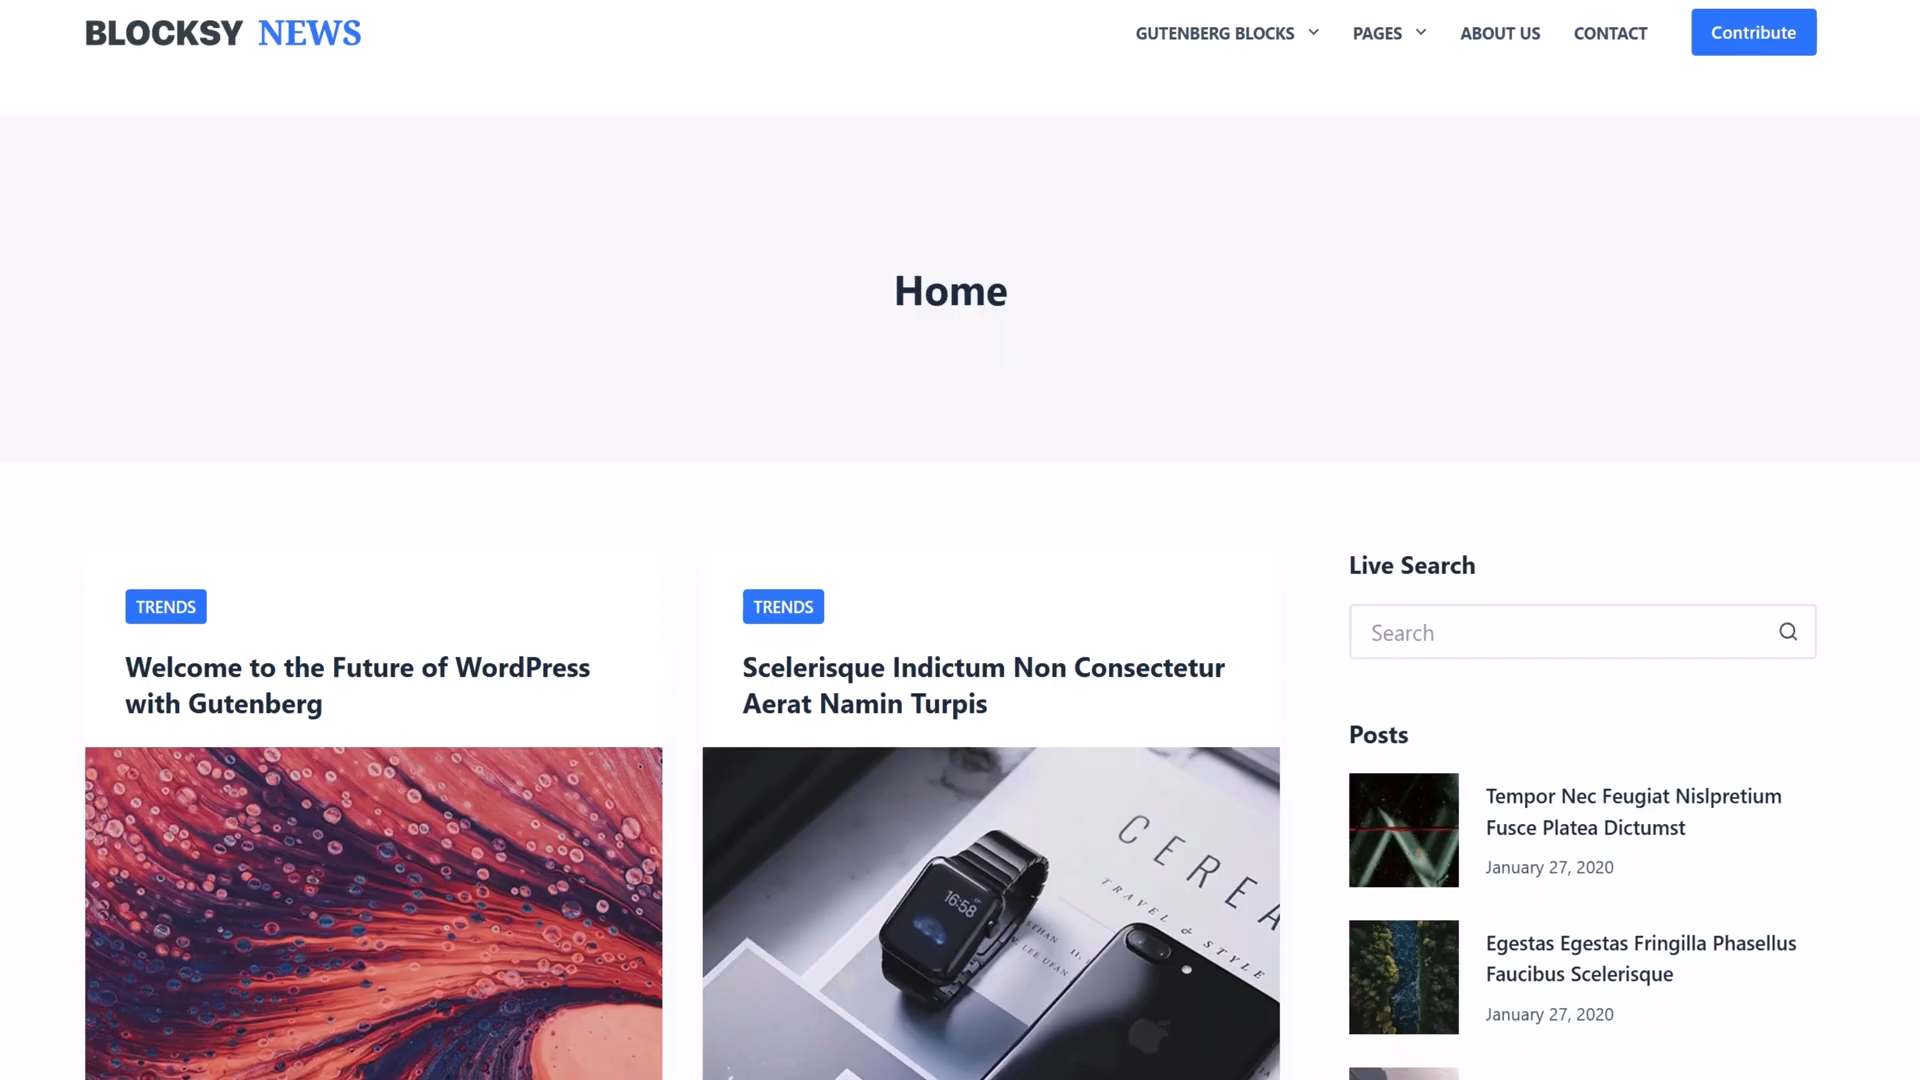 BLOCKSY NEWS
GUTENBERG BLOCKS
PAGES
ABOUT US
CONTACT
Contribute
Home
TRENDS
Welcome to the Future of WordPress
with Gutenberg
TRENDS
Scelerisque Indictum Non Consectetur
Aerat Namin Turpis
16:58
CEREA
TRAVEL & STYLE
LEE UFAN
Live Search
Search
Posts
Tempor Nec Feugiat Nislpretium
Fusce Platea Dictumst
January 27, 2020
Egestas Egestas Fringilla Phasellus
Faucibus Scelerisque
January 27, 2020